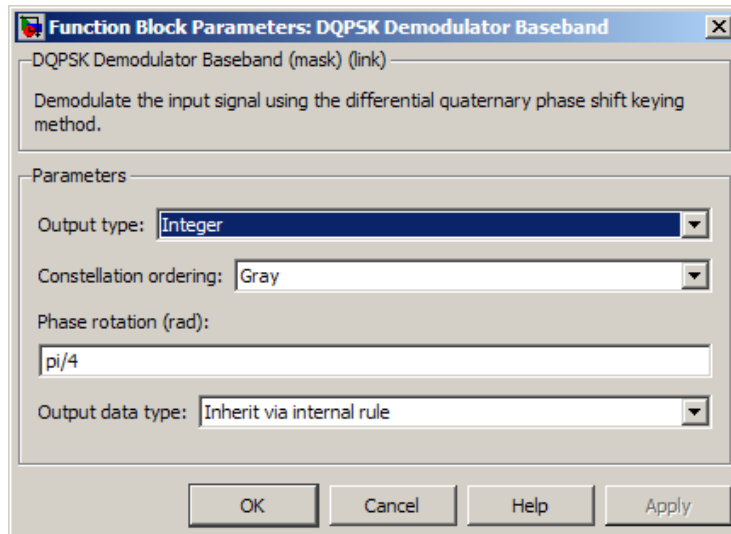 Function Block Parameters: DQPSK Demodulator Baseband
DQPSK Demodulator Baseband (mask) (link)
Demodulate the input signal using the differential quaternary phase shift keying
method.
Parameters
Output type: Integer
Constellation ordering: Gray
Phase rotation (rad):
pi/4
Output data type: Inherit via internal rule
OK Cancel Help Apply